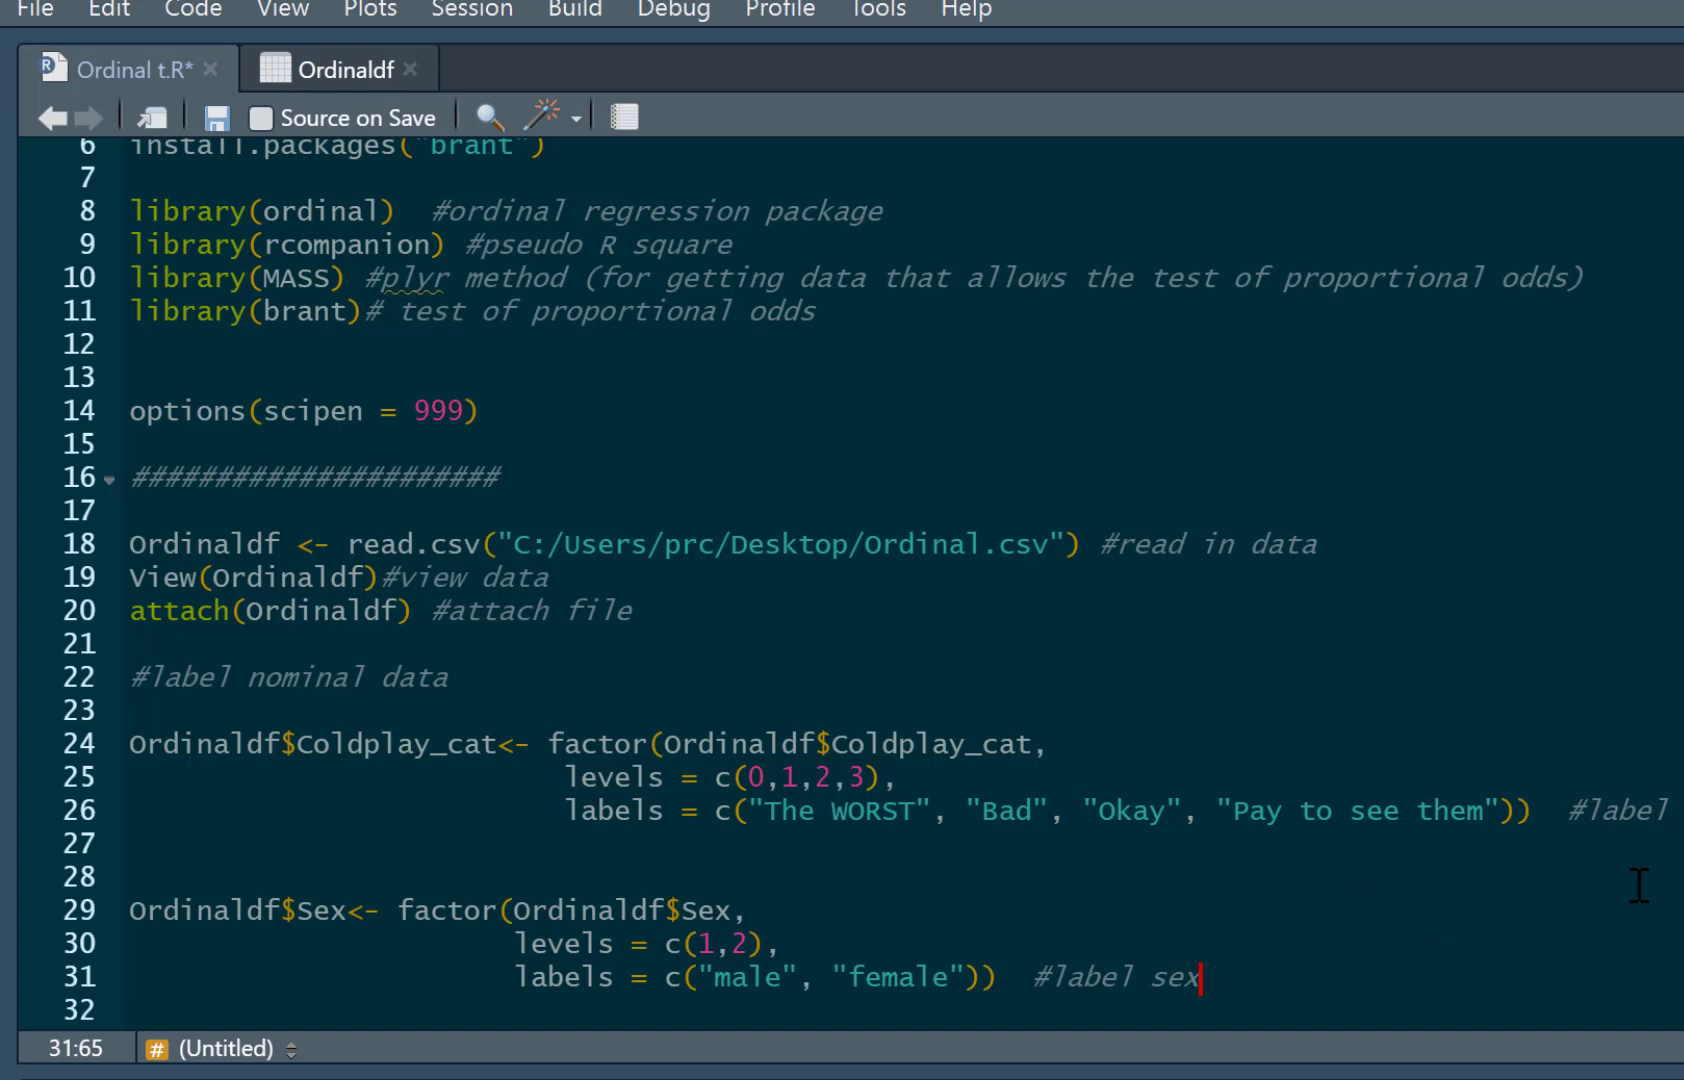 File Edit Code View Plots Session Build Debug Profile Tools Help
Ordinal t.R* Ordinaldf
Source on Save
6 install.packages("brant")
7
8 library(ordinal)  #ordinal regression package
9 library(rcompanion) #pseudo R square
10 library(MASS) #plyr method (for getting data that allows the test of proportional odds)
11 library(brant)# test of proportional odds
12
13
14 options(scipen = 999)
15
16 ######################
17
18 Ordinaldf <- read.csv("C:/Users/prc/Desktop/Ordinal.csv") #read in data
19 View(Ordinaldf)#view data
20 attach(Ordinaldf) #attach file
21
22 #label nominal data
23
24 Ordinaldf$Coldplay_cat<- factor(Ordinaldf$Coldplay_cat,
25 levels = c(0,1,2,3),
26 labels = c("The WORST", "Bad", "Okay", "Pay to see them"))  #label
27
28
29 Ordinaldf$Sex<- factor(Ordinaldf$Sex,
30 levels = c(1,2),
31 labels = c("male", "female"))  #label sex
32
31:65 # (Untitled)